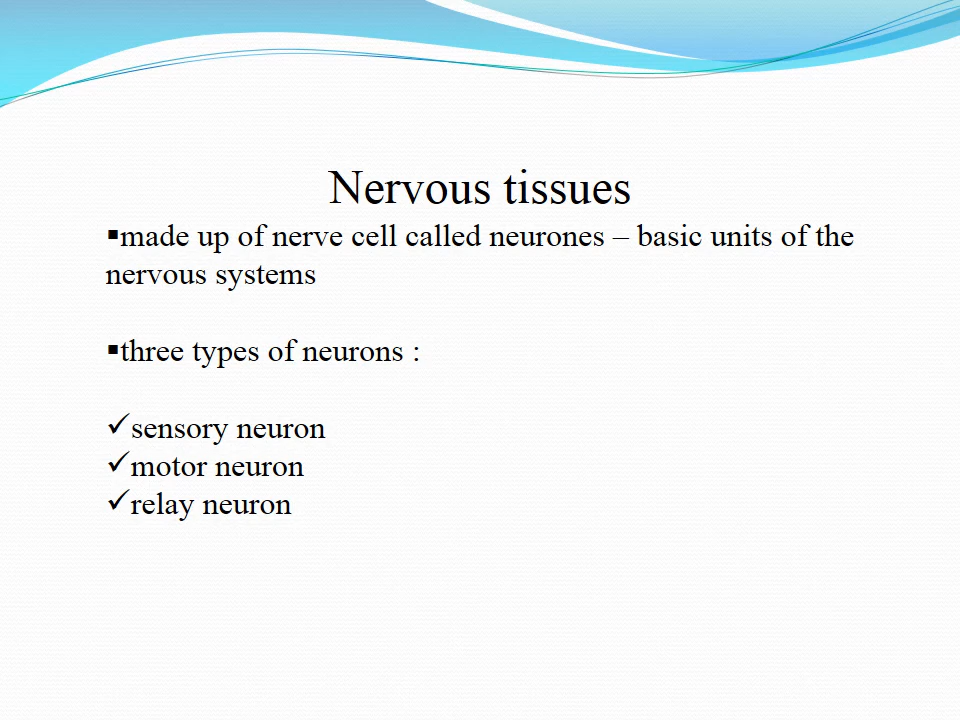 Nervous tissues
▪made up of nerve cell called neurones – basic units of the
nervous systems
▪three types of neurons :
✓sensory neuron
✓motor neuron
✓relay neuron